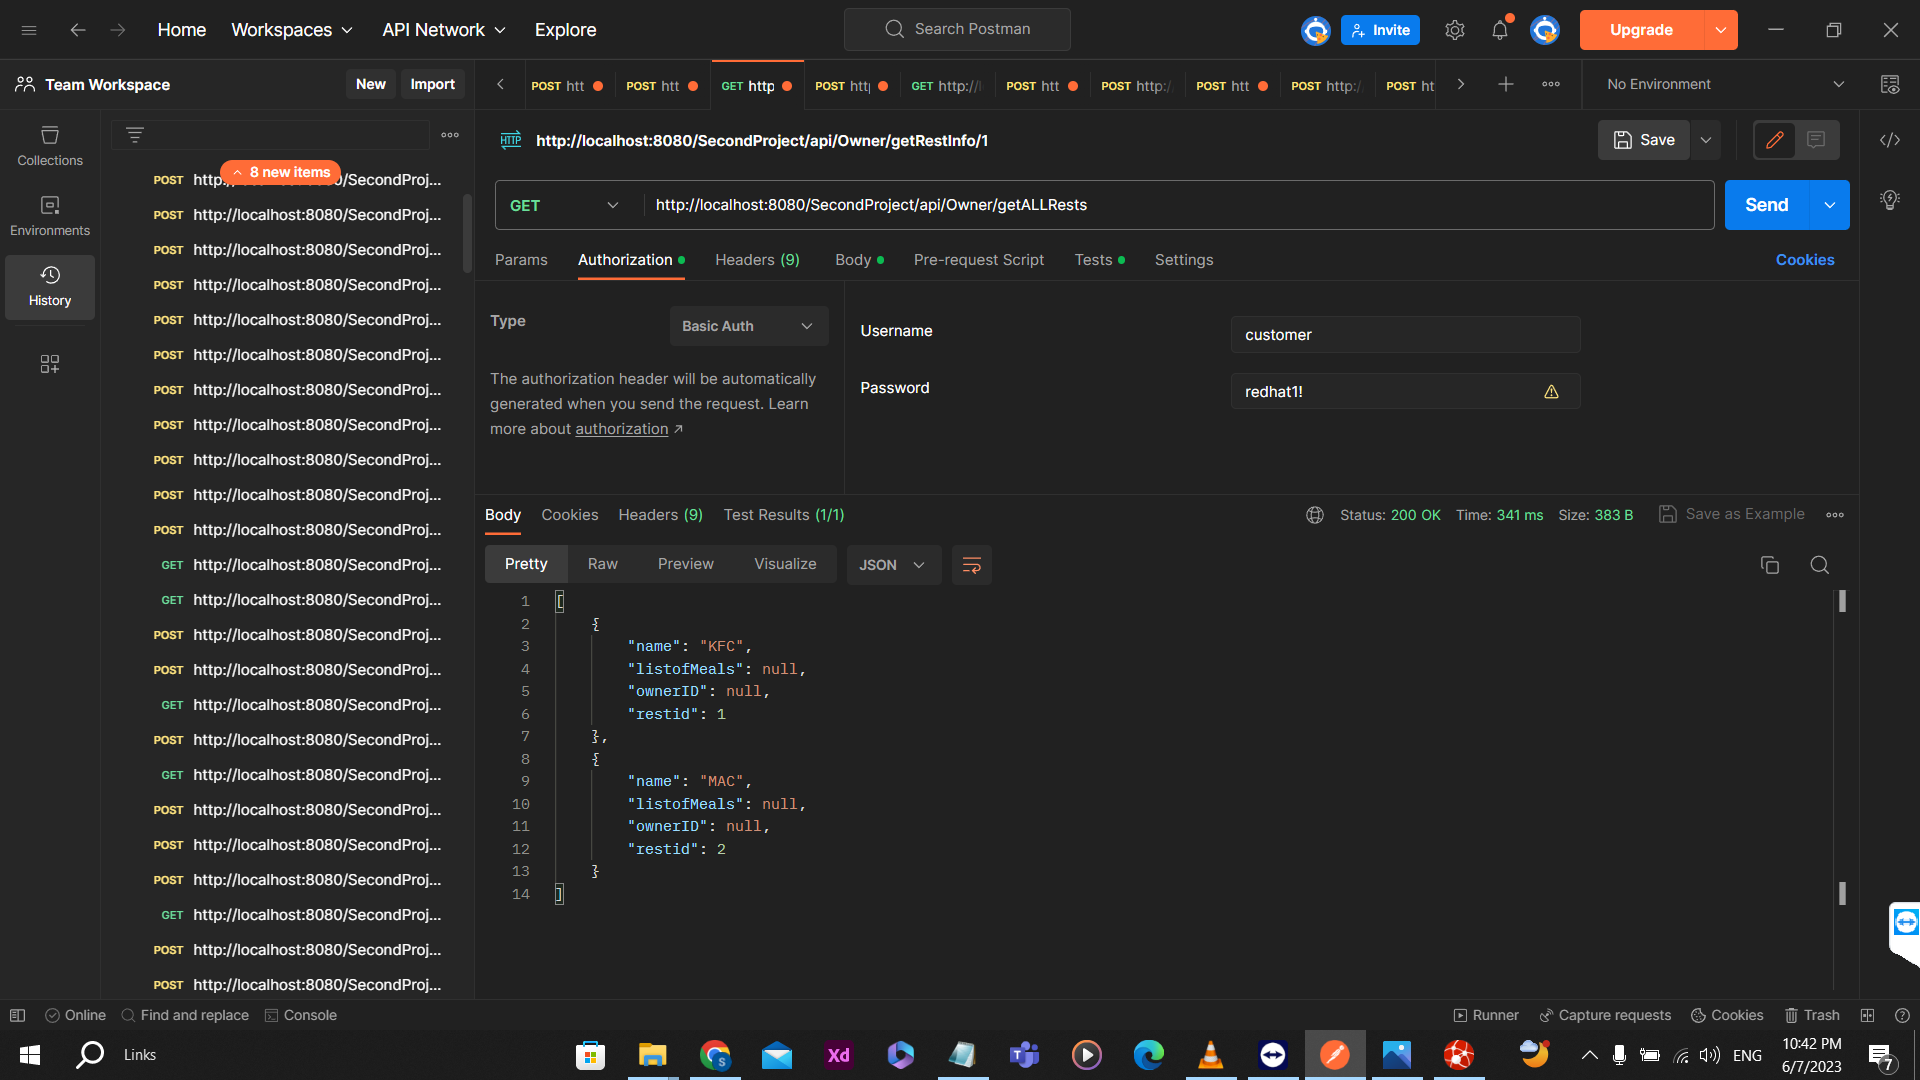 Home Workspaces API Network Explore Search Postman Invite Upgrade
Team Workspace New Import POST htt POST htt GET http POST htt GET http://l POST htt POST http:/ POST htt POST http:/ POST ht No Environment
Collections
Environments
History
8 new items
POST http://localhost:8080/SecondProj...
POST http://localhost:8080/SecondProj...
POST http://localhost:8080/SecondProj...
POST http://localhost:8080/SecondProj...
POST http://localhost:8080/SecondProj...
POST http://localhost:8080/SecondProj...
POST http://localhost:8080/SecondProj...
POST http://localhost:8080/SecondProj...
POST http://localhost:8080/SecondProj...
POST http://localhost:8080/SecondProj...
POST http://localhost:8080/SecondProj...
GET http://localhost:8080/SecondProj...
GET http://localhost:8080/SecondProj...
POST http://localhost:8080/SecondProj...
POST http://localhost:8080/SecondProj...
GET http://localhost:8080/SecondProj...
POST http://localhost:8080/SecondProj...
GET http://localhost:8080/SecondProj...
POST http://localhost:8080/SecondProj...
POST http://localhost:8080/SecondProj...
POST http://localhost:8080/SecondProj...
GET http://localhost:8080/SecondProj...
POST http://localhost:8080/SecondProj...
POST http://localhost:8080/SecondProj...
HTTP http://localhost:8080/SecondProject/api/Owner/getRestInfo/1 Save
GET http://localhost:8080/SecondProject/api/Owner/getALLRests Send
Params Authorization Headers (9) Body Pre-request Script Tests Settings Cookies
Type Basic Auth
The authorization header will be automatically
generated when you send the request. Learn
more about authorization ↗
Username customer
Password redhat1!
Body Cookies Headers (9) Test Results (1/1) Status: 200 OK Time: 341 ms Size: 383 B Save as Example
Pretty Raw Preview Visualize JSON
1 [
2 {
3 "name": "KFC",
4 "listofMeals": null,
5 "ownerID": null,
6 "restid": 1
7 },
8 {
9 "name": "MAC",
10 "listofMeals": null,
11 "ownerID": null,
12 "restid": 2
13 }
14 ]
Online Find and replace Console Runner Capture requests Cookies Trash
Links Xd ENG
10:42 PM
6/7/2023
7